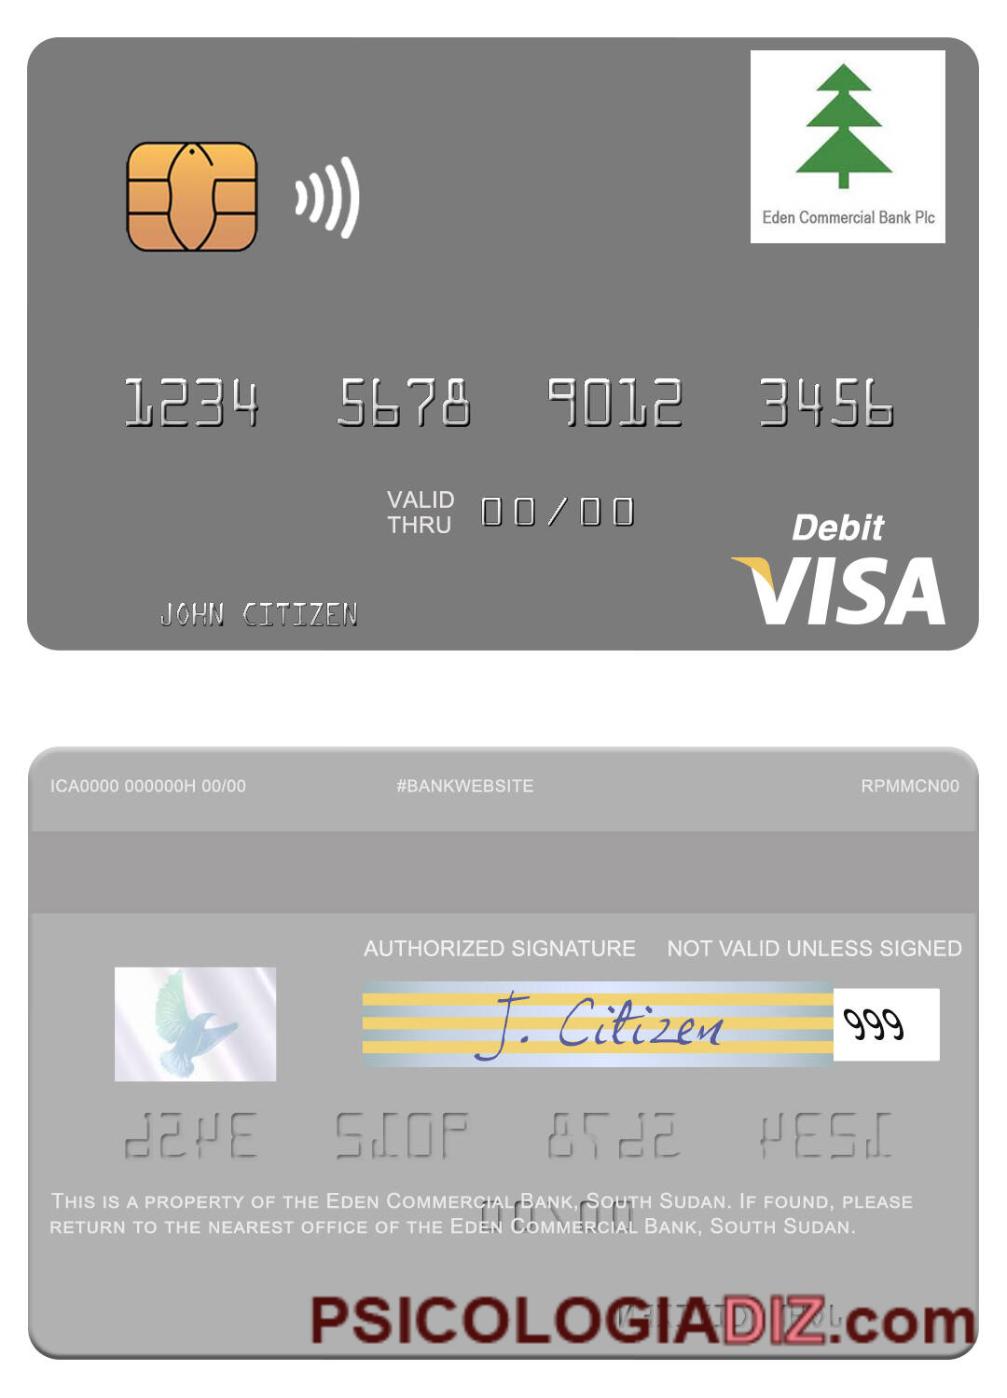 Eden Commercial Bank Plc
1234 5678 9012 3456
VALID THRU 00/00
Debit
VISA
JOHN CITIZEN
ICA0000 000000H 00/00 #BANKWEBSITE RPMMCN00
AUTHORIZED SIGNATURE NOT VALID UNLESS SIGNED
J. Citizen 999
THIS IS A PROPERTY OF THE EDEN COMMERCIAL BANK, SOUTH SUDAN. IF FOUND, PLEASE
RETURN TO THE NEAREST OFFICE OF THE EDEN COMMERCIAL BANK, SOUTH SUDAN.
PSICOLOGIADIZ.com